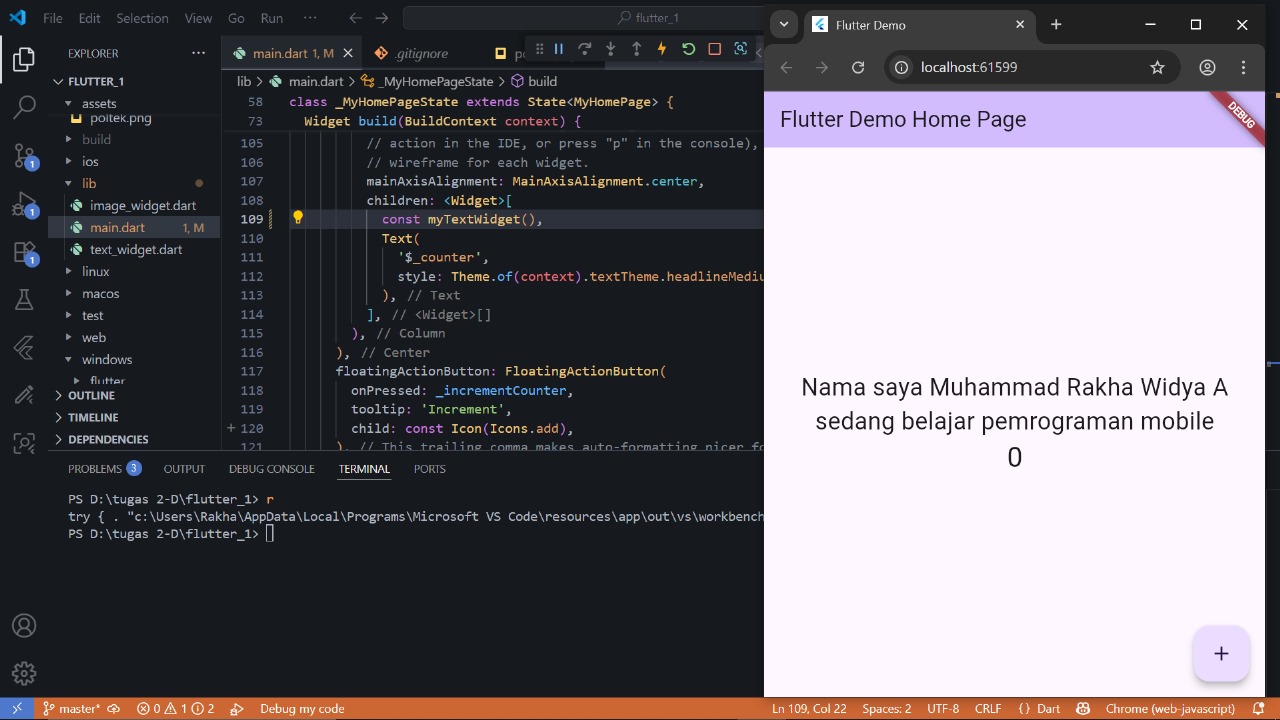 File Edit Selection View Go Run ··· flutter_1
EXPLORER ···
FLUTTER_1
assets
poltek.png
build
ios
lib
image_widget.dart
main.dart 1, M
text_widget.dart
linux
macos
test
web
windows
flutter
OUTLINE
TIMELINE
DEPENDENCIES
1
1
1
main.dart 1, M .gitignore
lib > main.dart > _MyHomePageState > build
58 class _MyHomePageState extends State<MyHomePage> {
73 Widget build(BuildContext context) {
105 // action in the IDE, or press "p" in the console),
106 // wireframe for each widget.
107 mainAxisAlignment: MainAxisAlignment.center,
108 children: <Widget>[
109 const myTextWidget(),
110 Text(
111 '$_counter',
112 style: Theme.of(context).textTheme.headlineMediu
113 ), // Text
114 ], // <Widget>[]
115 ), // Column
116 ), // Center
117 floatingActionButton: FloatingActionButton(
118 onPressed: _incrementCounter,
119 tooltip: 'Increment',
120 child: const Icon(Icons.add),
121 ), // This trailing comma makes auto-formatting nicer fo
PROBLEMS 3 OUTPUT DEBUG CONSOLE TERMINAL PORTS
PS D:\tugas 2-D\flutter_1> r
try { . "c:\Users\Rakha\AppData\Local\Programs\Microsoft VS Code\resources\app\out\vs\workbench
PS D:\tugas 2-D\flutter_1>
Flutter Demo
localhost:61599
Flutter Demo Home Page
DEBUG
Nama saya Muhammad Rakha Widya A
sedang belajar pemrograman mobile
0
+
master* 0 1 2 Debug my code Ln 109, Col 22 Spaces: 2 UTF-8 CRLF {} Dart Chrome (web-javascript)